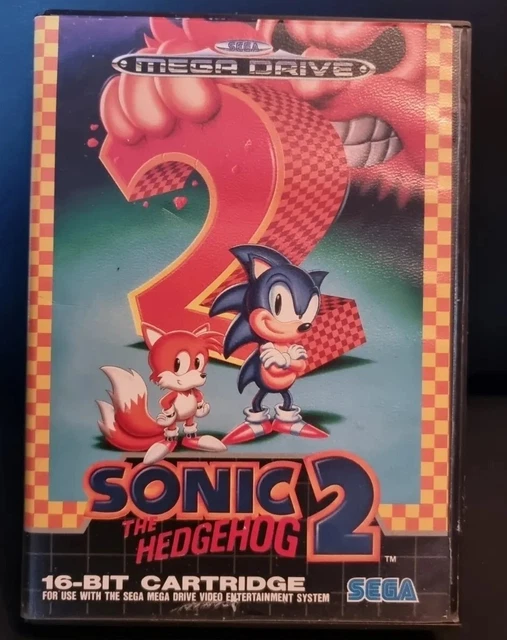 SEGA
MEGA DRIVE
2
SONIC
THE
HEDGEHOG
2
TM
16-BIT CARTRIDGE
FOR USE WITH THE SEGA MEGA DRIVE VIDEO ENTERTAINMENT SYSTEM
SEGA